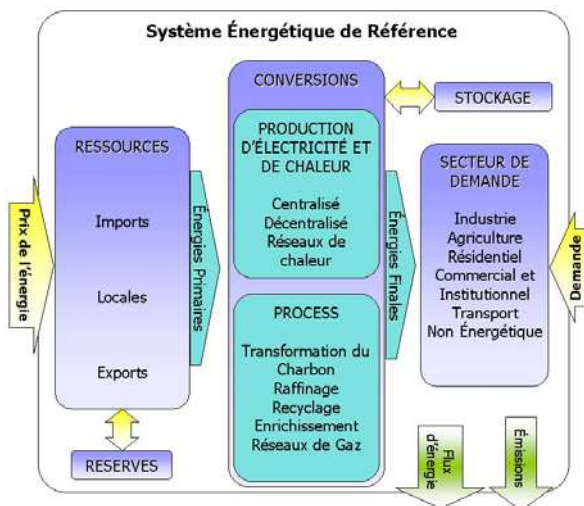 Système Énergétique de Référence
Prix de
l'énergie
RESSOURCES
Imports
Locales
Exports
RESERVES
Énergies Primaires
CONVERSIONS
PRODUCTION
D'ÉLECTRICITÉ ET
DE CHALEUR
Centralisé
Décentralisé
Réseaux de
chaleur
PROCESS
Transformation du
Charbon
Raffinage
Recyclage
Enrichissement
Réseaux de Gaz
Énergies Finales
STOCKAGE
SECTEUR DE
DEMANDE
Industrie
Agriculture
Résidentiel
Commercial et
Institutionnel
Transport
Non Énergétique
Demande
Flux
d'énergie
Émissions